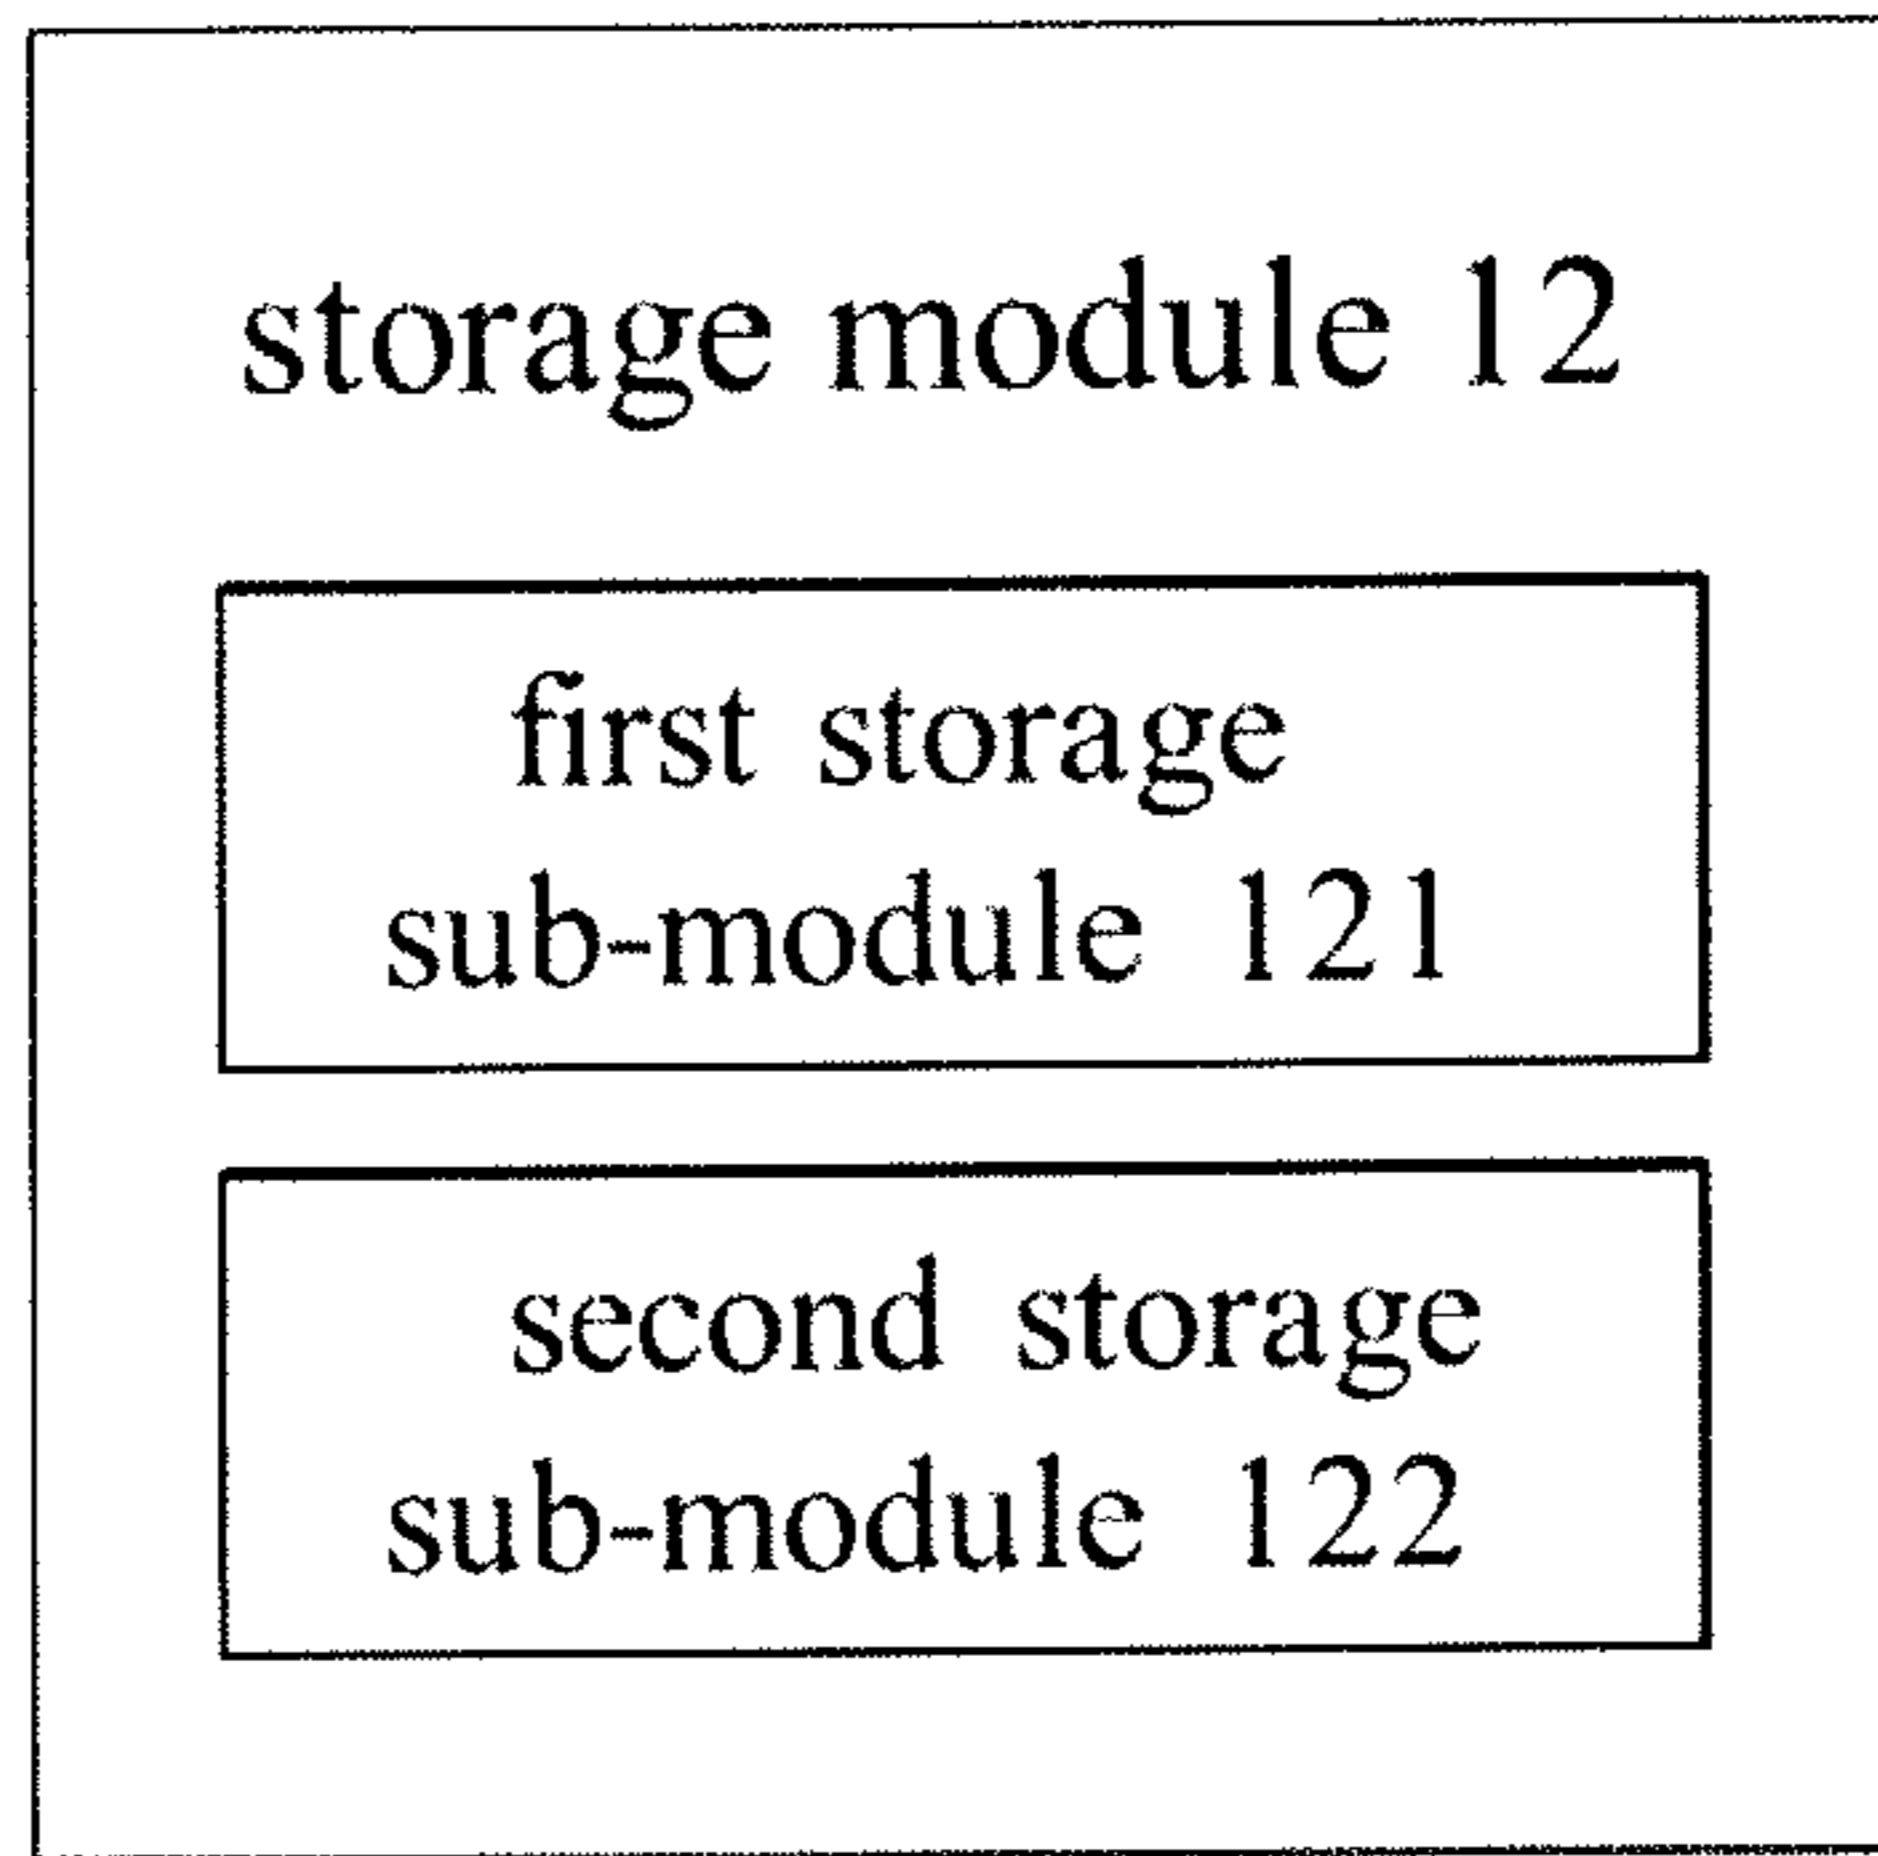 storage module 12
first storage
sub-module 121
second storage
sub-module 122